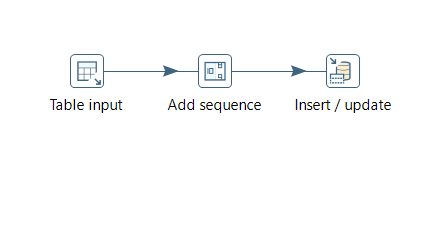 Table input
Add sequence
Insert / update